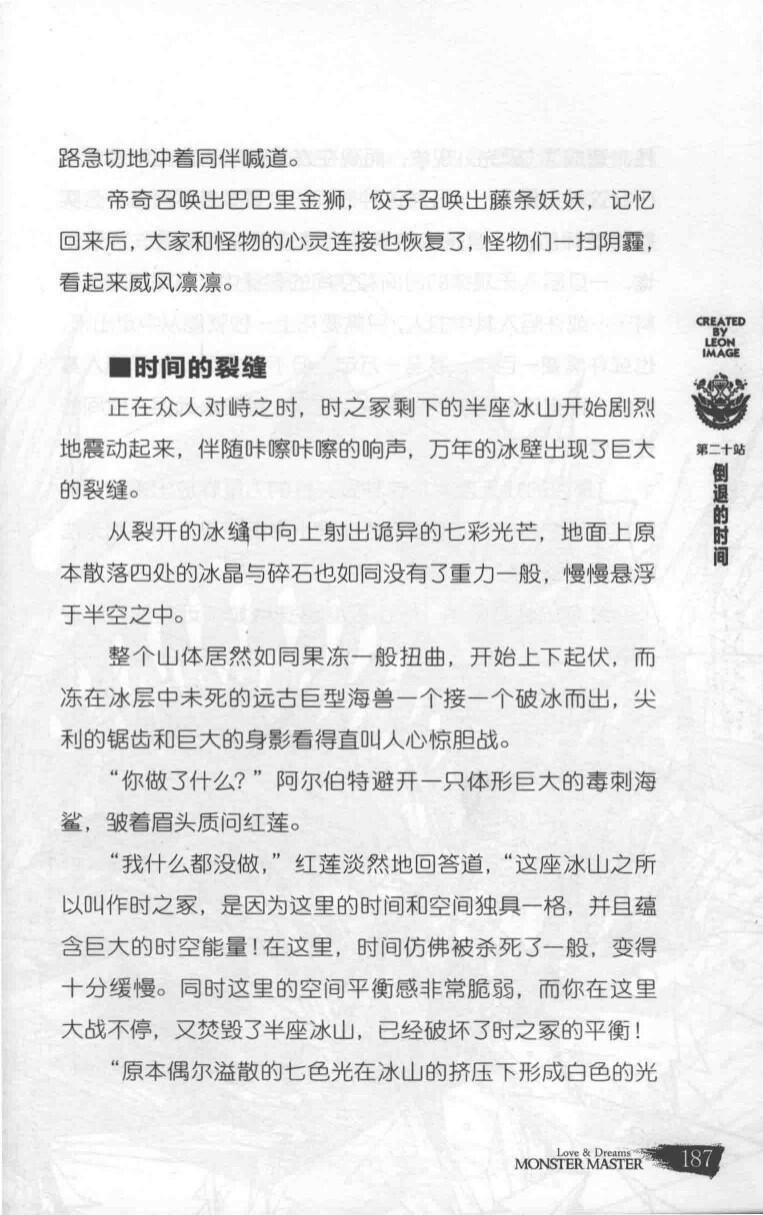 路急切地冲着同伴喊道。
帝奇召唤出巴巴里金狮，饺子召唤出藤条妖妖，记忆
回来后，大家和怪物的心灵连接也恢复了，怪物们一扫阴霾，
看起来威风凛凛。
■时间的裂缝
正在众人对峙之时，时之冢剩下的半座冰山开始剧烈
地震动起来，伴随咔嚓咔嚓的响声，万年的冰壁出现了巨大
的裂缝。
从裂开的冰缝中向上射出诡异的七彩光芒，地面上原
本散落四处的冰晶与碎石也如同没有了重力一般，慢慢悬浮
于半空之中。
整个山体居然如同果冻一般扭曲，开始上下起伏，而
冻在冰层中未死的远古巨型海兽一个接一个破冰而出，尖
利的锯齿和巨大的身影看得直叫人心惊胆战。
“你做了什么？”阿尔伯特避开一只体形巨大的毒刺海
鲨，皱着眉头质问红莲。
“我什么都没做，”红莲淡然地回答道，“这座冰山之所
以叫作时之冢，是因为这里的时间和空间独具一格，并且蕴
含巨大的时空能量！在这里，时间仿佛被杀死了一般，变得
十分缓慢。同时这里的空间平衡感非常脆弱，而你在这里
大战不停，又焚毁了半座冰山，已经破坏了时之冢的平衡！
“原本偶尔溢散的七色光在冰山的挤压下形成白色的光
CREATED
BY
LEON
IMAGE
第二十站
倒退的时间
Love & Dreams
MONSTER MASTER
187